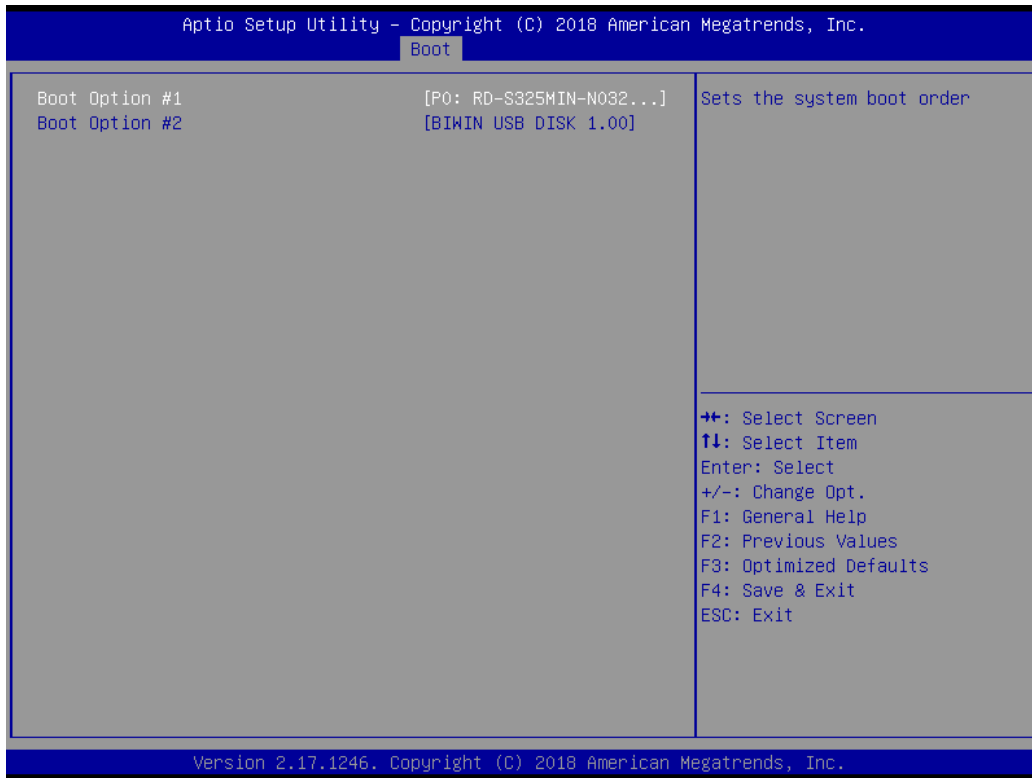 Aptio Setup Utility – Copyright (C) 2018 American Megatrends, Inc.
Boot
Boot Option #1 [P0: RD-S325MIN-N032...]
Boot Option #2 [BIWIN USB DISK 1.00]
Sets the system boot order
→←: Select Screen
↑↓: Select Item
Enter: Select
+/-: Change Opt.
F1: General Help
F2: Previous Values
F3: Optimized Defaults
F4: Save & Exit
ESC: Exit
Version 2.17.1246. Copyright (C) 2018 American Megatrends, Inc.